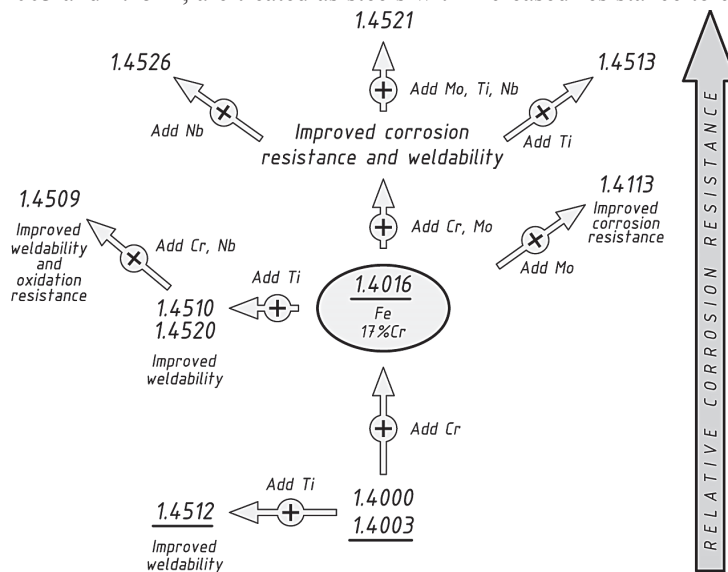 1.4521
1.4526
1.4513
Add Mo, Ti, Nb
Add Nb
Add Ti
Improved corrosion
resistance and weldability
1.4509
Improved
weldability
and
oxidation
resistance
Add Cr, Nb
Add Cr, Mo
1.4113
Improved
corrosion
resistance
Add Mo
Add Ti
1.4016
Fe
17%Cr
1.4510
1.4520
Improved
weldability
Add Cr
Add Ti
1.4000
1.4003
1.4512
Improved
weldability
RELATIVE CORROSION RESISTANCE